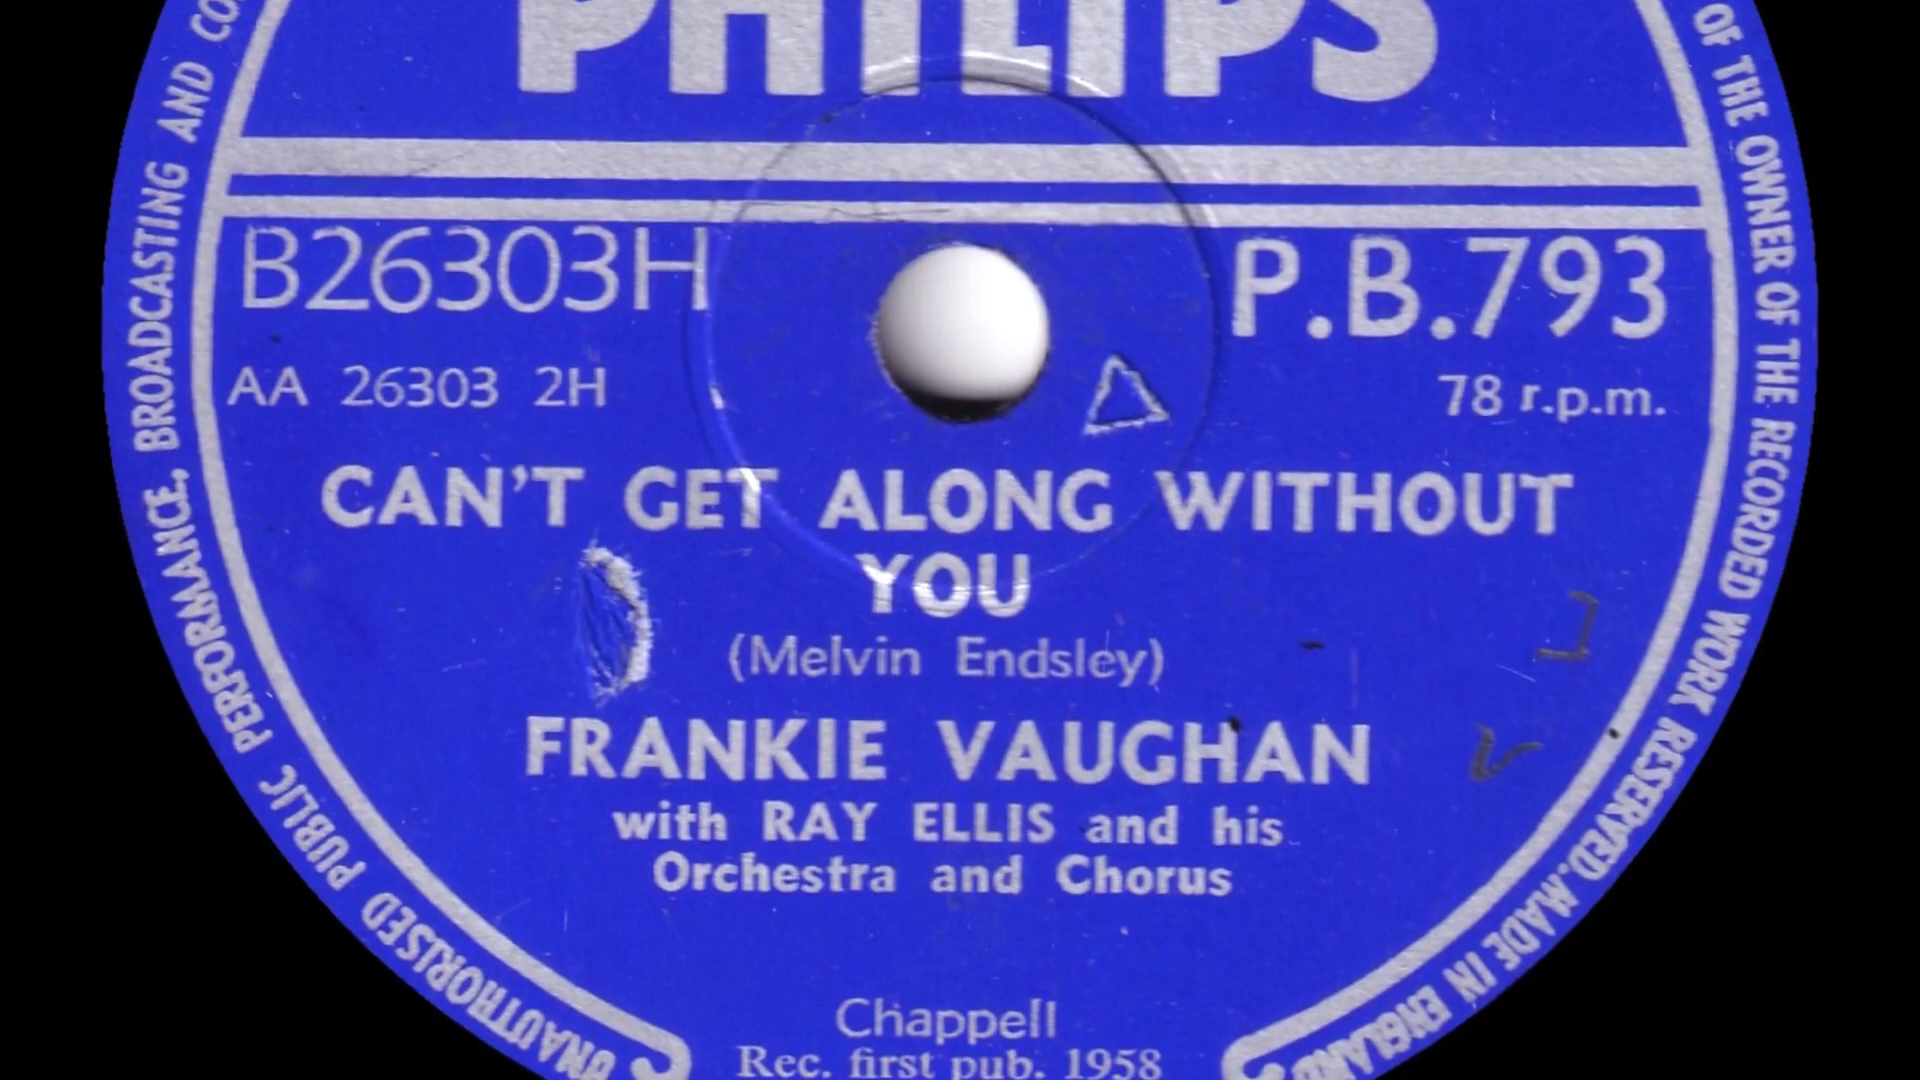 PHILIPS
B26303H
P.B.793
AA 26303 2H
78 r.p.m.
CAN'T GET ALONG WITHOUT
YOU
(Melvin Endsley)
FRANKIE VAUGHAN
with RAY ELLIS and his
Orchestra and Chorus
Chappell
Rec. first pub. 1958
UNAUTHORISED PUBLIC PERFORMANCE, BROADCASTING AND
OF THE OWNER OF THE RECORDED WORK RESERVED. MADE IN ENGLAND